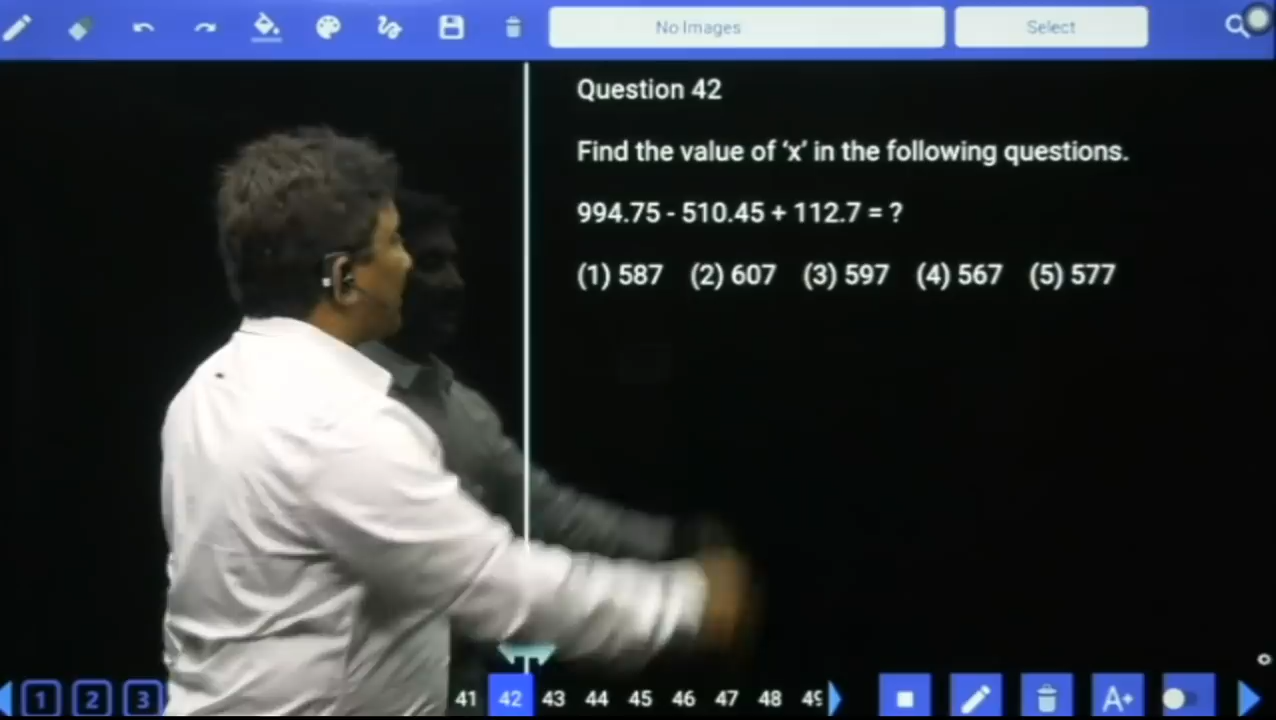 No Images Select
Question 42
Find the value of ‘x’ in the following questions.
994.75 - 510.45 + 112.7 = ?
(1) 587 (2) 607 (3) 597 (4) 567 (5) 577
1 2 3 41 42 43 44 45 46 47 48 49 A+